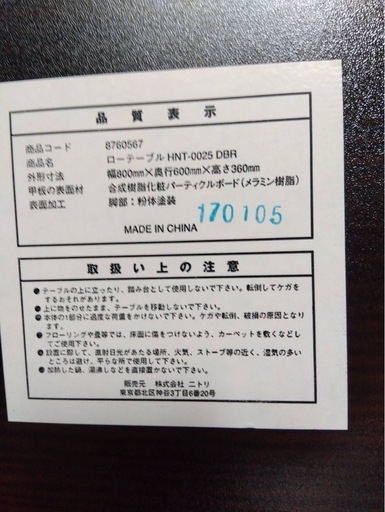 品質表示
商品コード 8760567
商品名 ローテーブル HNT-0025 DBR
外形寸法 幅800mm×奥行600mm×高さ360mm
甲板の表面材 合成樹脂化粧パーティクルボード(メラミン樹脂)
表面加工 脚部：粉体塗装
170105
MADE IN CHINA
取扱い上の注意
●テーブルの上に立ったり、踏み台として使用しないで下さい。転倒してケガを
するおそれがあります。
●上に物をのせたまま、テーブルを移動しないで下さい。
●本体の1部分に過度な荷重をかけないで下さい。ケガや転倒、破損の原因となりま
す。
●フローリングや畳等では、床面に傷をつけないよう、カーペットを敷くなどし
てご使用下さい。
●設置に際して、直射日光があたる場所、火気、ストーブ等の近く、湿気の多い
ところは避け、平らな所で使用して下さい。
●加熱した鍋、湯沸しなどを直接置かないで下さい。
販売元 株式会社 ニトリ
東京都北区神谷3丁目6番20号